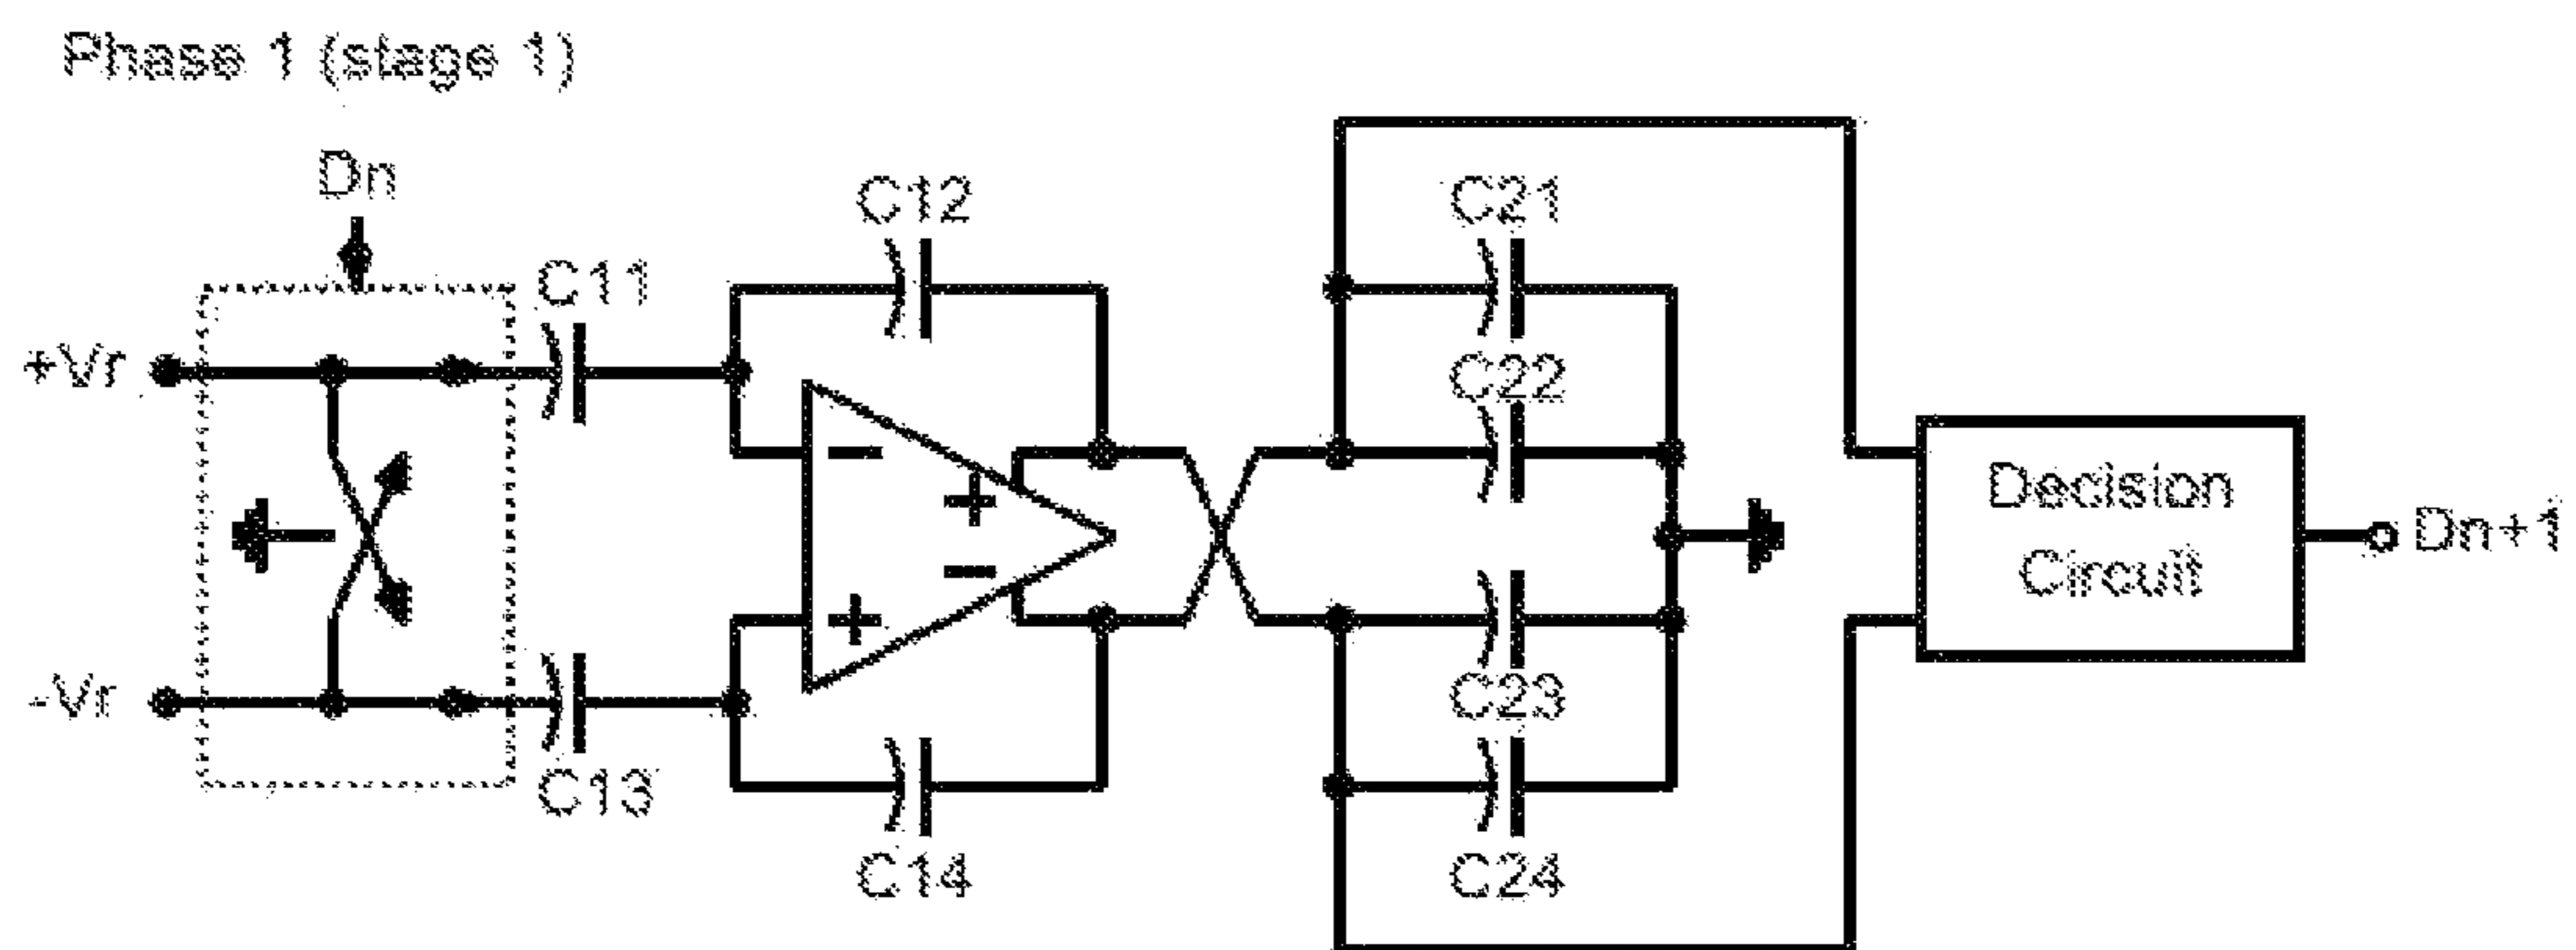 Phase 1 (stage 1)
Dn
C11
C12
C21
C22
+Vr
-Vr
C13
C14
C23
C24
Decision
Circuit
Dn+1